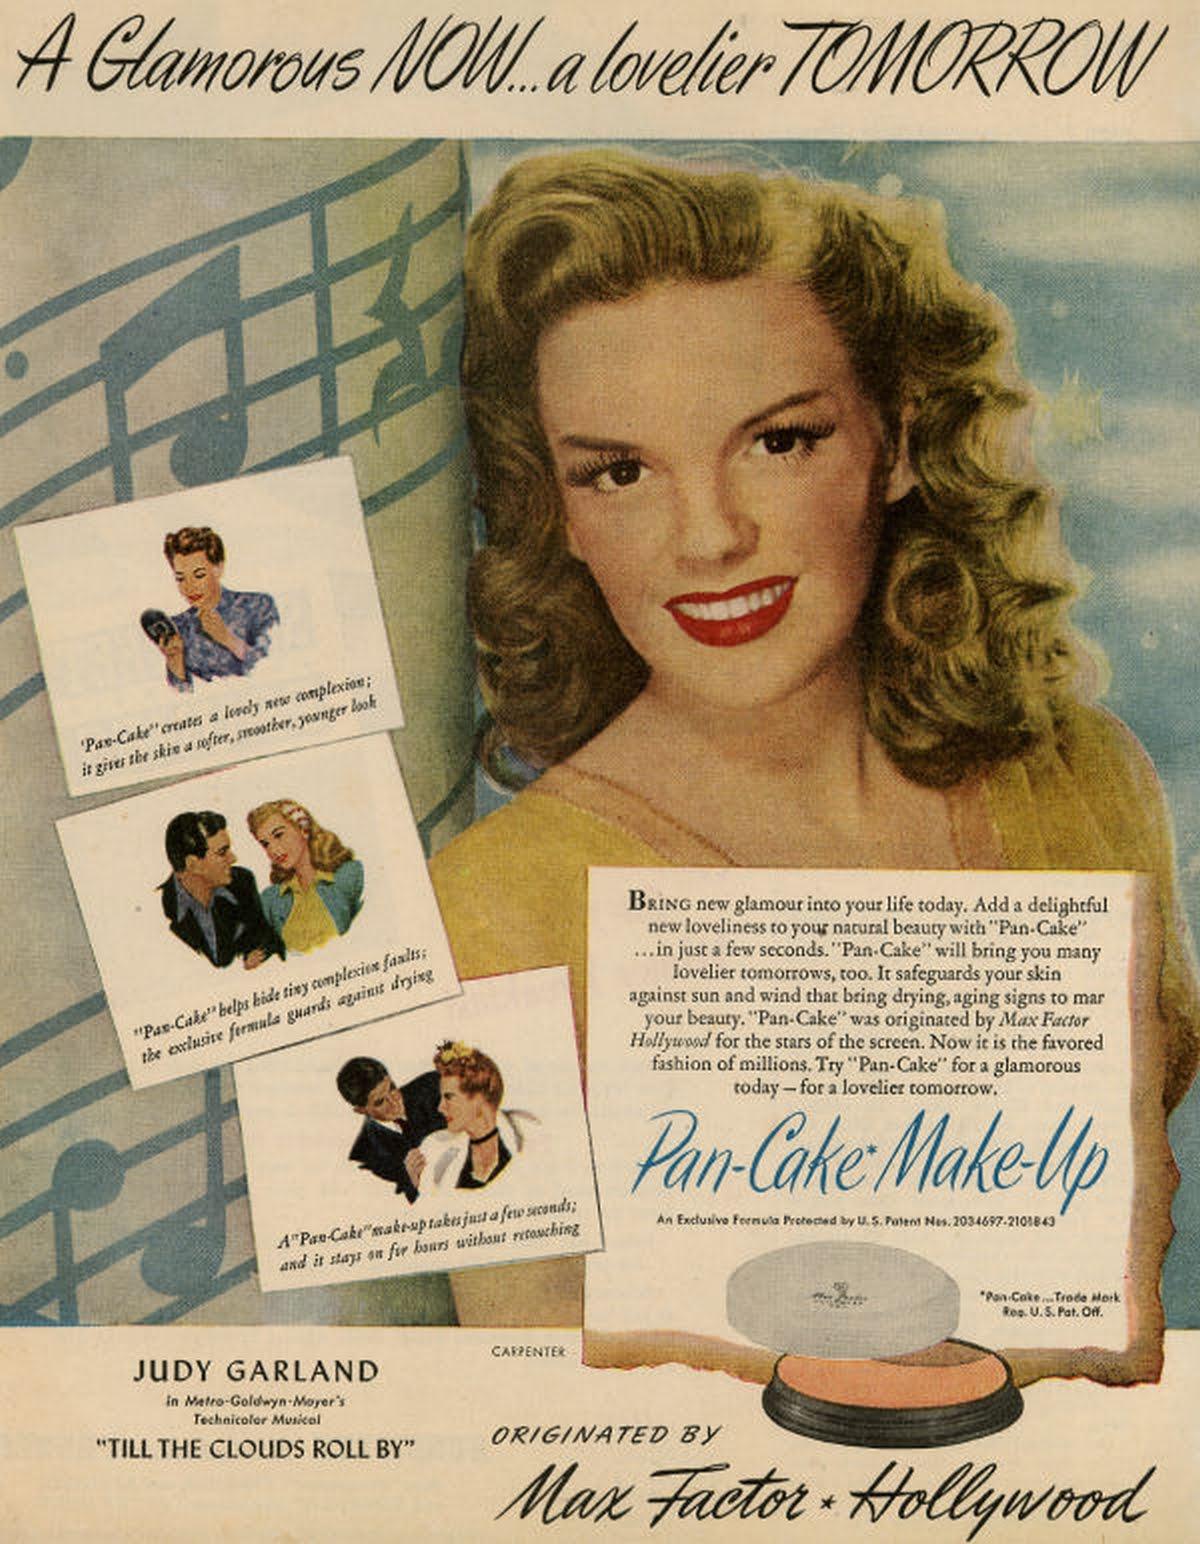 A Glamorous NOW...a lovelier TOMORROW
'Pan-Cake" creates a lovely new complexion;
it gives the skin a softer, smoother, younger look
"Pan-Cake" helps hide tiny complexion faults;
the exclusive formula guards against drying
A "Pan-Cake" make-up takes just a few seconds;
and it stays on for hours without retouching
BRING new glamour into your life today. Add a delightful
new loveliness to your natural beauty with "Pan-Cake"
...in just a few seconds. "Pan-Cake" will bring you many
lovelier tomorrows, too. It safeguards your skin
against sun and wind that bring drying, aging signs to mar
your beauty. "Pan-Cake" was originated by Max Factor
Hollywood for the stars of the screen. Now it is the favored
fashion of millions. Try "Pan-Cake" for a glamorous
today — for a lovelier tomorrow.
Pan-Cake* Make-Up
An Exclusive Formula Protected by U.S. Patent Nos. 2034697-2101843
Max Factor
*Pan-Cake...Trade Mark
Reg. U.S. Pat. Off.
CARPENTER
JUDY GARLAND
in Metro-Goldwyn-Mayer's
Technicolor Musical
"TILL THE CLOUDS ROLL BY"
ORIGINATED BY
Max Factor ★ Hollywood